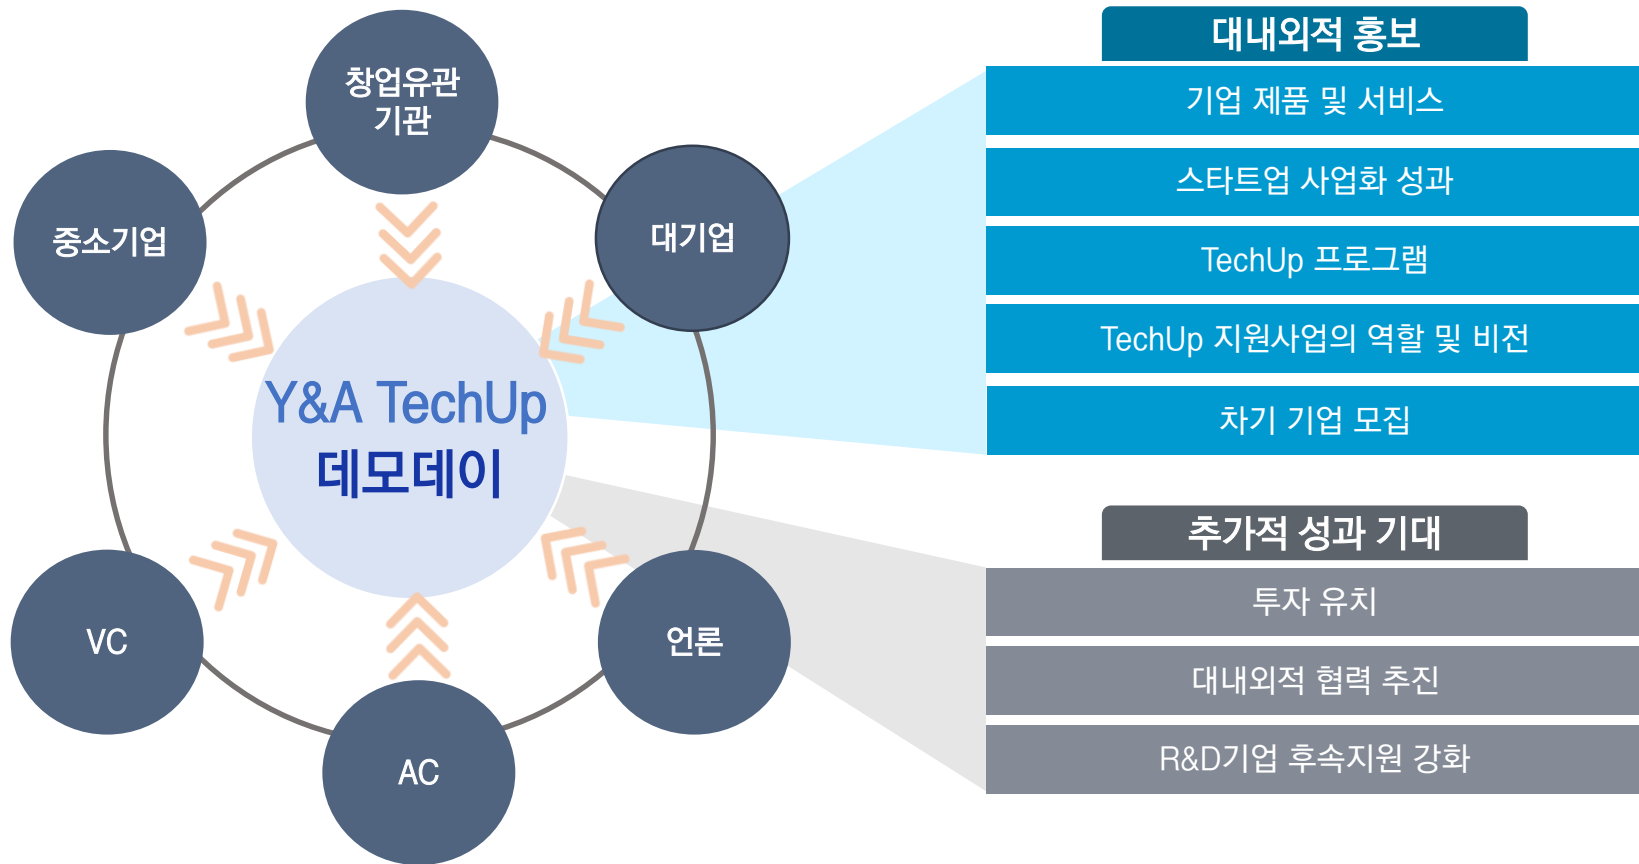 창업유관
기관
중소기업
대기업
Y&A TechUp
데모데이
VC
언론
AC
대내외적 홍보
기업 제품 및 서비스
스타트업 사업화 성과
TechUp 프로그램
TechUp 지원사업의 역할 및 비전
차기 기업 모집
추가적 성과 기대
투자 유치
대내외적 협력 추진
R&D기업 후속지원 강화